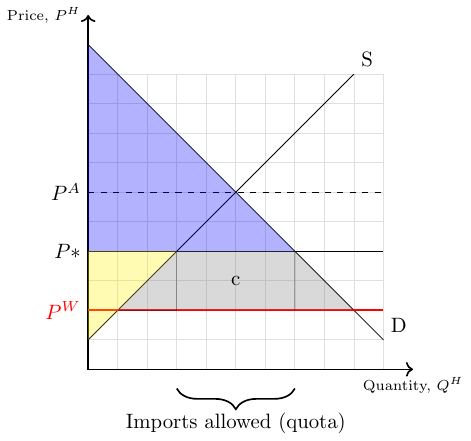 Price, P^H
S
P^A
P*
c
P^W
D
Quantity, Q^H
Imports allowed (quota)